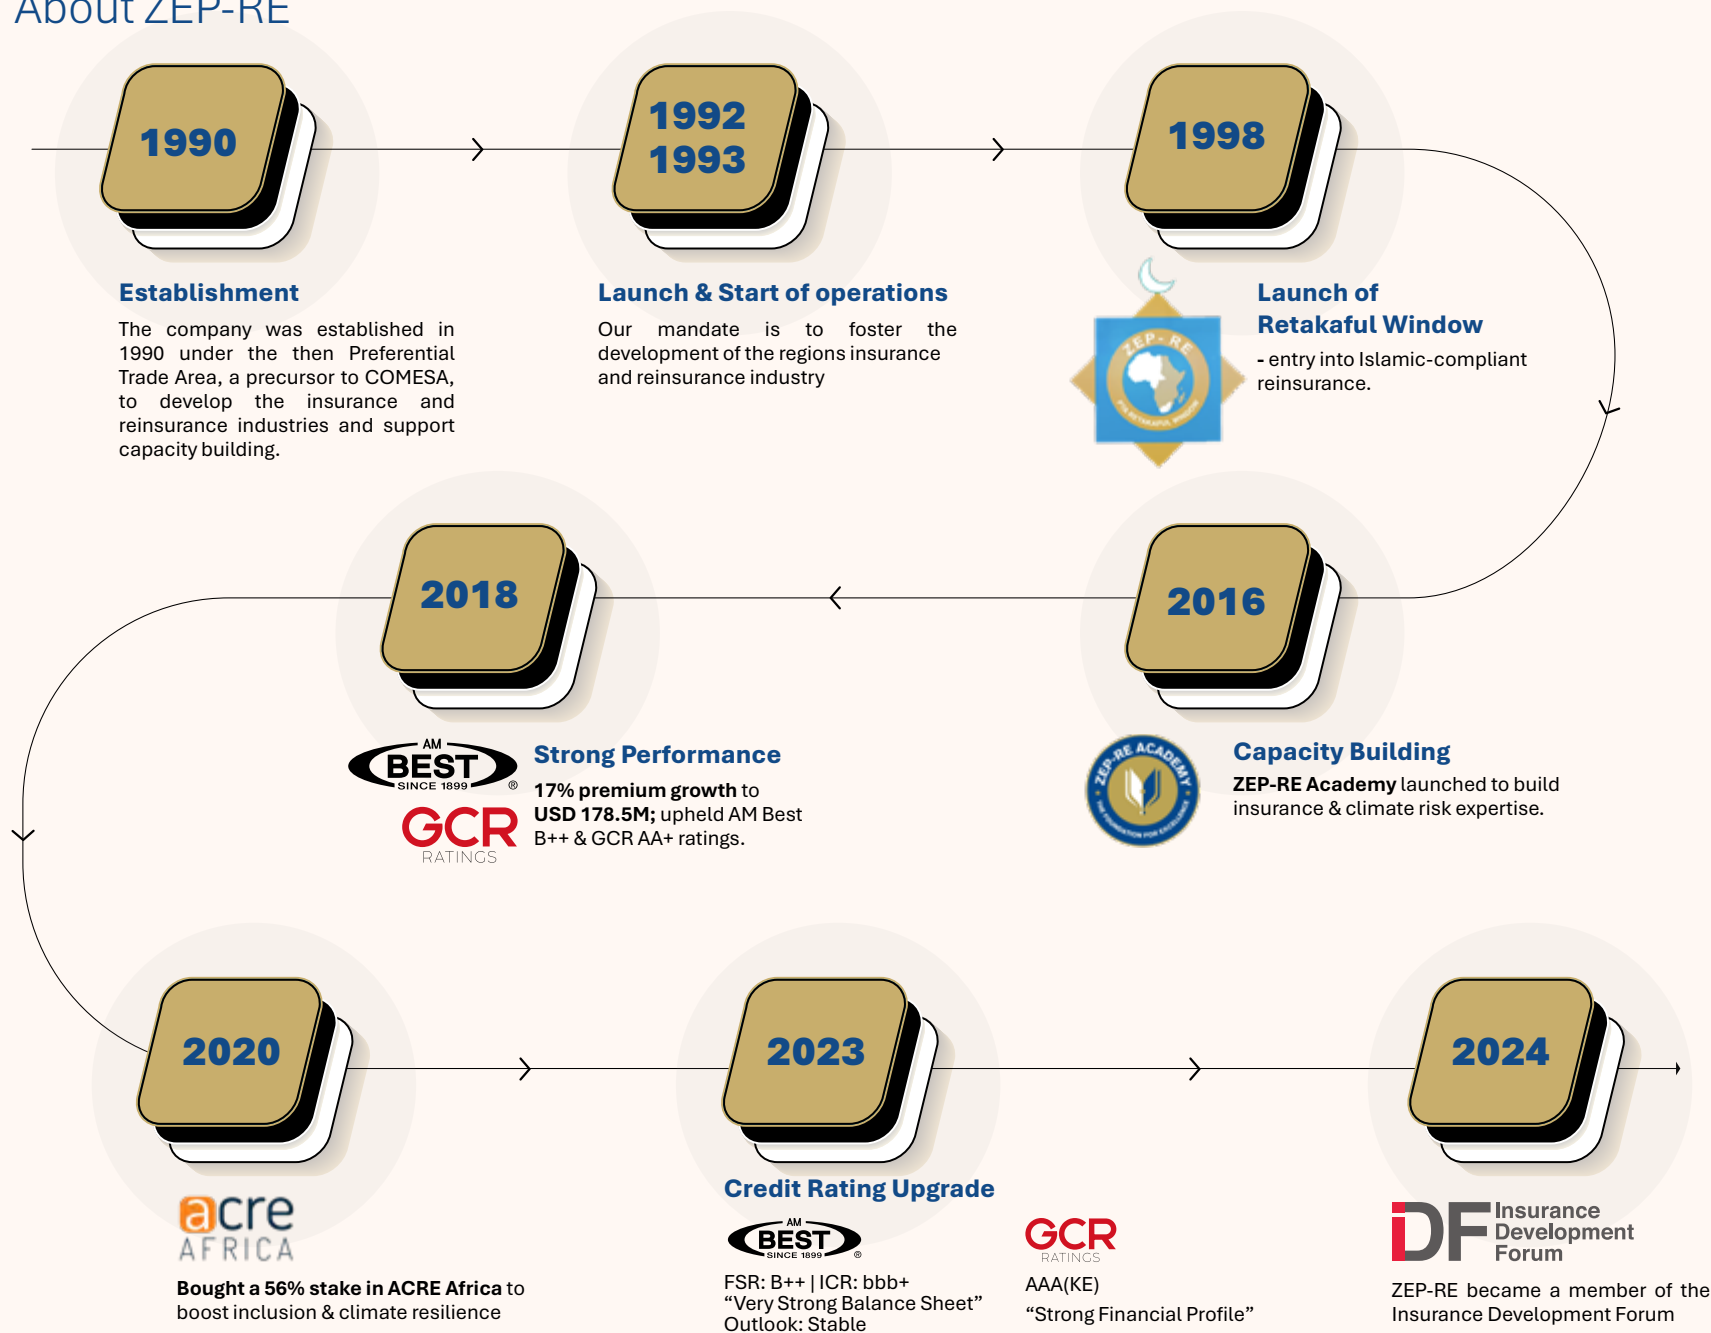 About ZEP-RE
1990
Establishment
The company was established in
1990 under the then Preferential
Trade Area, a precursor to COMESA,
to develop the insurance and
reinsurance industries and support
capacity building.
1992
1993
Launch & Start of operations
Our mandate is to foster the
development of the regions insurance
and reinsurance industry
1998
ZEP-RE
PTA RETAKAFUL WINDOW
Launch of
Retakaful Window
- entry into Islamic-compliant
reinsurance.
2016
ZEP-RE ACADEMY
THE FOUNDATION FOR EXCELLENCE
Capacity Building
ZEP-RE Academy launched to build
insurance & climate risk expertise.
2018
AM
BEST
SINCE 1899 ®
GCR
RATINGS
Strong Performance
17% premium growth to
USD 178.5M; upheld AM Best
B++ & GCR AA+ ratings.
2020
acre
AFRICA
Bought a 56% stake in ACRE Africa to
boost inclusion & climate resilience
2023
Credit Rating Upgrade
AM
BEST
SINCE 1899 ®
FSR: B++ | ICR: bbb+
“Very Strong Balance Sheet”
Outlook: Stable
GCR
RATINGS
AAA(KE)
“Strong Financial Profile”
2024
iDF Insurance
Development
Forum
ZEP-RE became a member of the
Insurance Development Forum